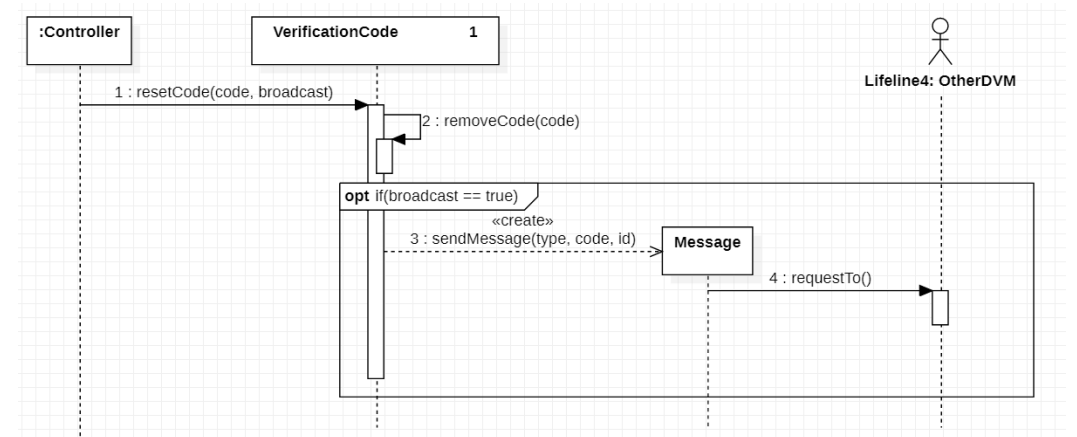 :Controller
VerificationCode 1
Lifeline4: OtherDVM
1 : resetCode(code, broadcast)
2 : removeCode(code)
opt if(broadcast == true)
«create»
3 : sendMessage(type, code, id)
Message
4 : requestTo()